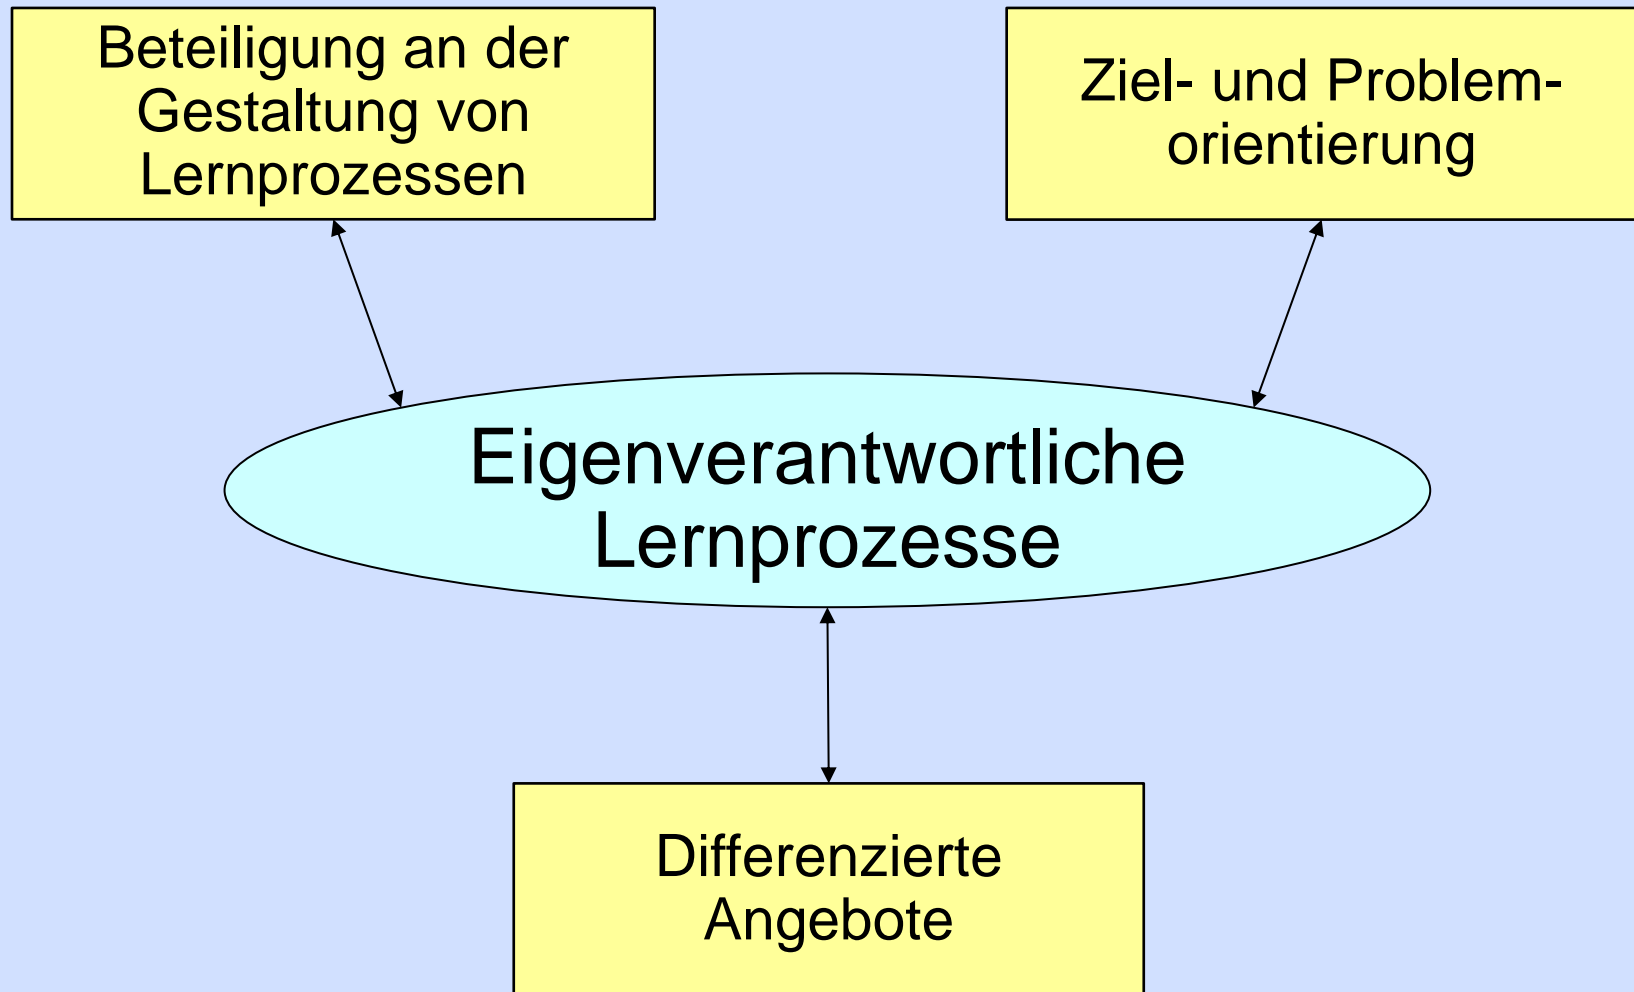 Beteiligung an der
Gestaltung von
Lernprozessen
Ziel- und Problem-
orientierung
Eigenverantwortliche
Lernprozesse
Differenzierte
Angebote